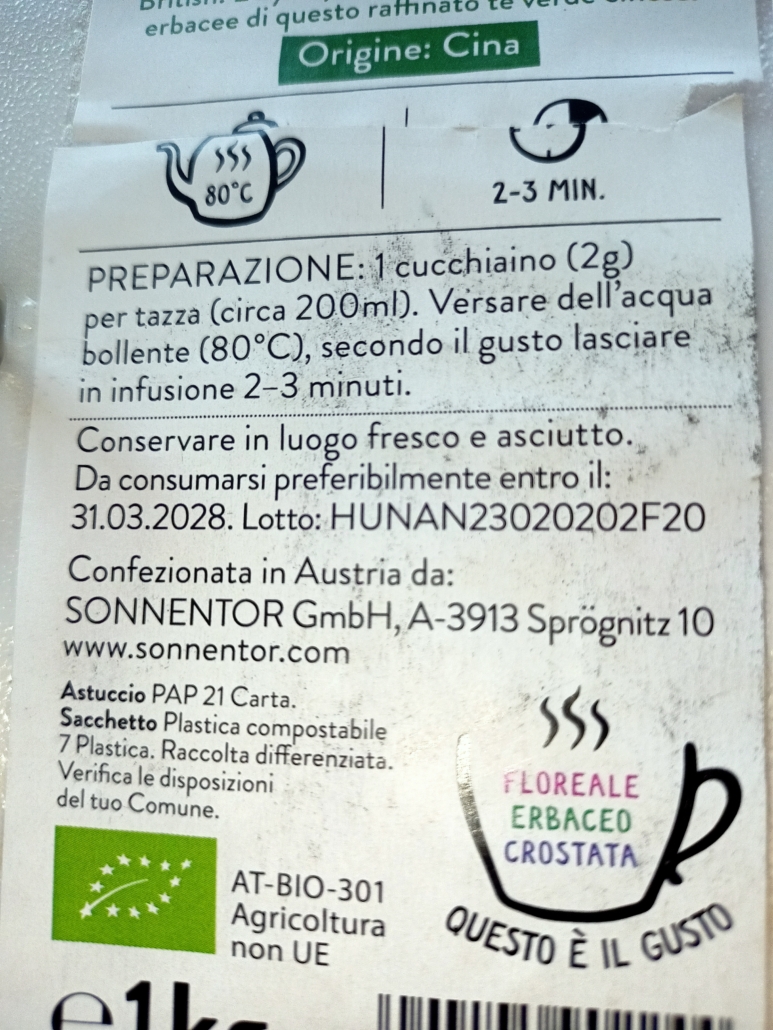 erbacee di questo raffinato tè verde
Origine: Cina
80°C
2-3 MIN.
PREPARAZIONE: 1 cucchiaino (2g)
per tazza (circa 200ml). Versare dell'acqua
bollente (80°C), secondo il gusto lasciare
in infusione 2-3 minuti.
Conservare in luogo fresco e asciutto.
Da consumarsi preferibilmente entro il:
31.03.2028. Lotto: HUNAN23020202F20
Confezionata in Austria da:
SONNENTOR GmbH, A-3913 Sprögnitz 10
www.sonnentor.com
Astuccio PAP 21 Carta.
Sacchetto Plastica compostabile
7 Plastica. Raccolta differenziata.
Verifica le disposizioni
del tuo Comune.
FLOREALE
ERBACEO
CROSTATA
QUESTO È IL GUSTO
AT-BIO-301
Agricoltura
non UE
℮1kg